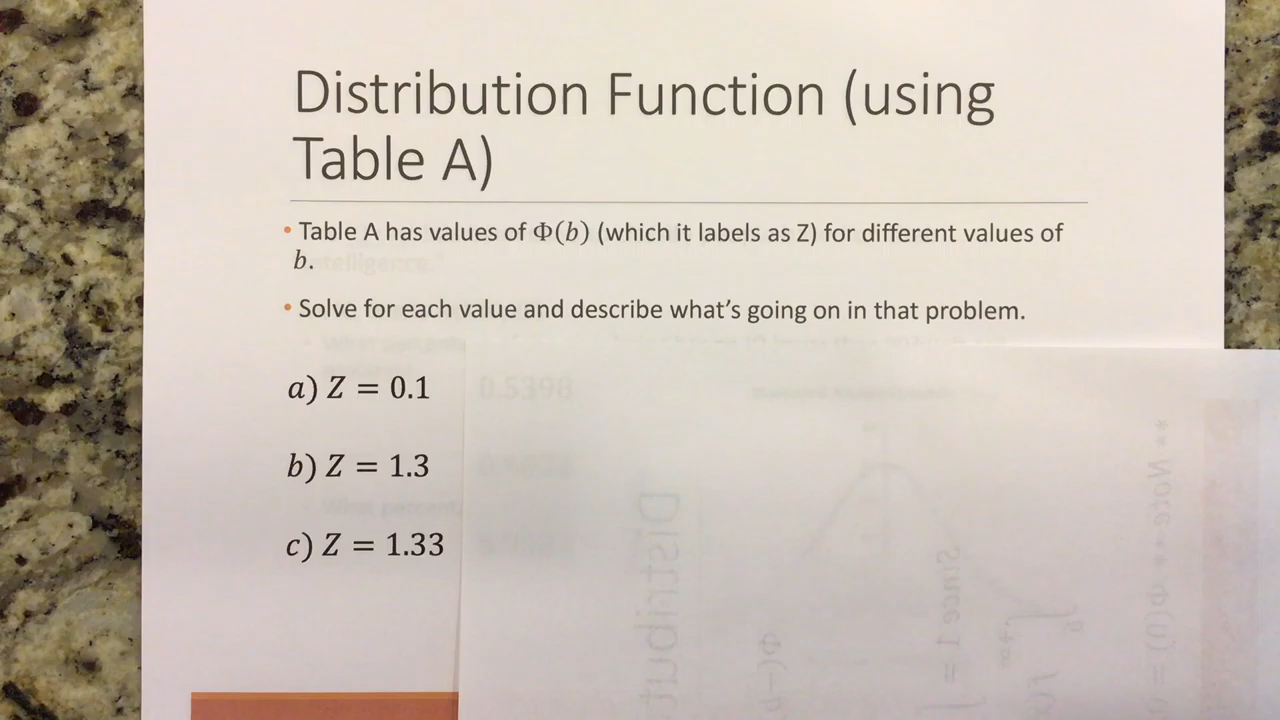 Distribution Function (using
Table A)
• Table A has values of Φ(b) (which it labels as Z) for different values of
b.
• Solve for each value and describe what's going on in that problem.
a) Z = 0.1
0.5398
b) Z = 1.3
c) Z = 1.33